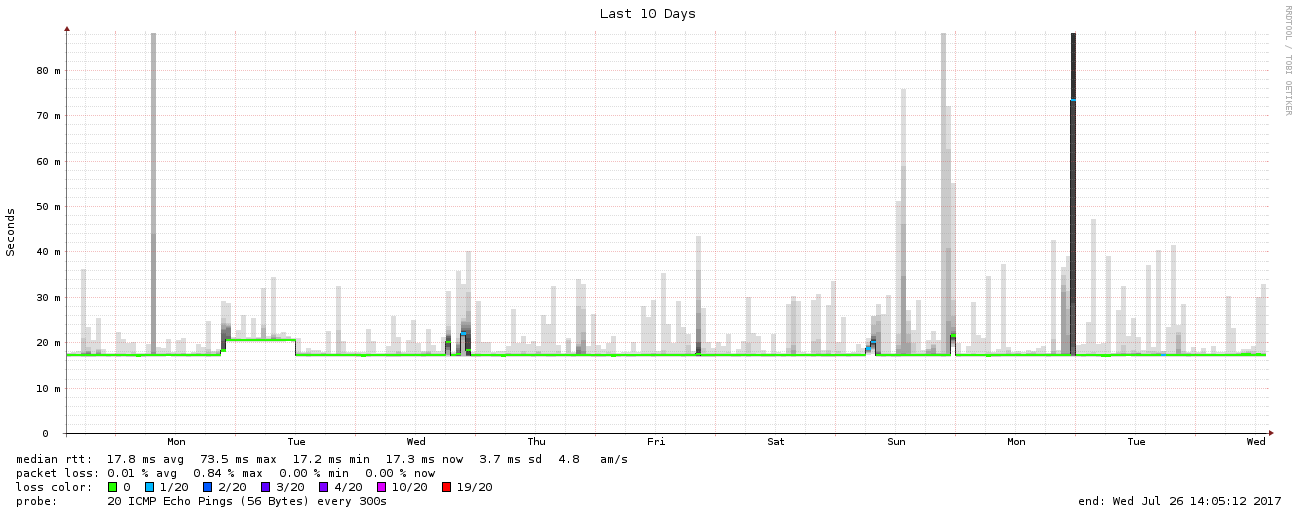 Last 10 Days
RRDTOOL / TOBI OETIKER
Seconds
80 m
70 m
60 m
50 m
40 m
30 m
20 m
10 m
0
Mon Tue Wed Thu Fri Sat Sun Mon Tue Wed
median rtt: 17.8 ms avg 73.5 ms max 17.2 ms min 17.3 ms now 3.7 ms sd 4.8 am/s
packet loss: 0.01 % avg 0.84 % max 0.00 % min 0.00 % now
loss color: 0 1/20 2/20 3/20 4/20 10/20 19/20
probe: 20 ICMP Echo Pings (56 Bytes) every 300s end: Wed Jul 26 14:05:12 2017